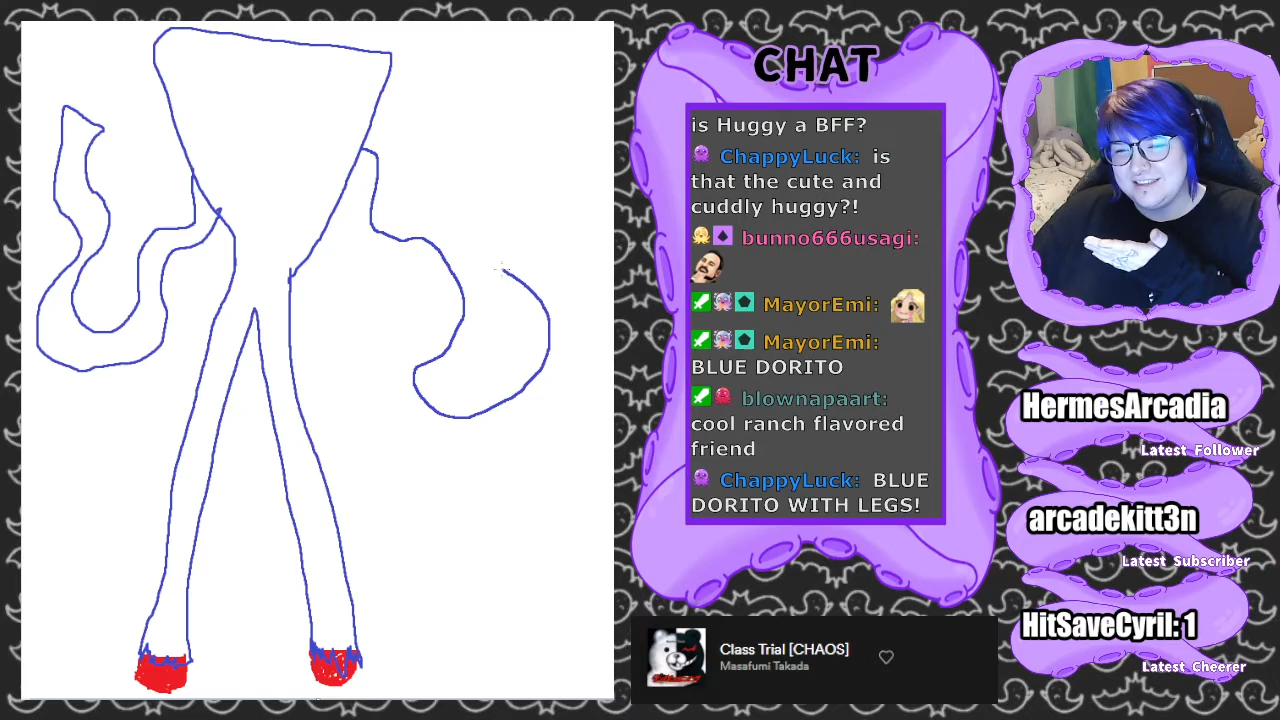 CHAT
is Huggy a BFF?
ChappyLuck: is
that the cute and
cuddly huggy?!
bunno666usagi:
MayorEmi:
MayorEmi:
BLUE DORITO
blownapaart:
cool ranch flavored
friend
ChappyLuck: BLUE
DORITO WITH LEGS!
Class Trial [CHAOS]
Masafumi Takada
HermesArcadia
Latest Follower
arcadekitt3n
Latest Subscriber
HitSaveCyril: 1
Latest Cheerer